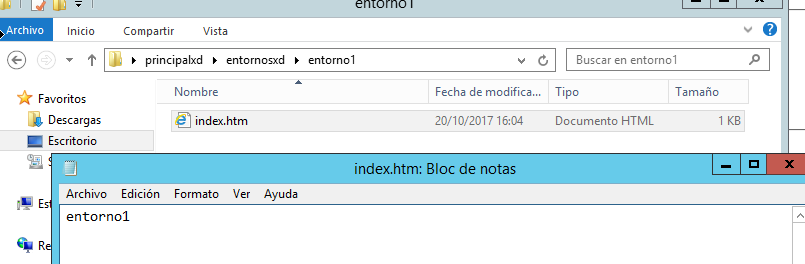 entorno1
Archivo Inicio Compartir Vista
principalxd entornosxd entorno1 Buscar en entorno1
Nombre Fecha de modifica... Tipo Tamaño
Favoritos
index.htm 20/10/2017 16:04 Documento HTML 1 KB
Descargas
Escritorio
S
index.htm: Bloc de notas
Archivo Edición Formato Ver Ayuda
Est
entorno1
Re